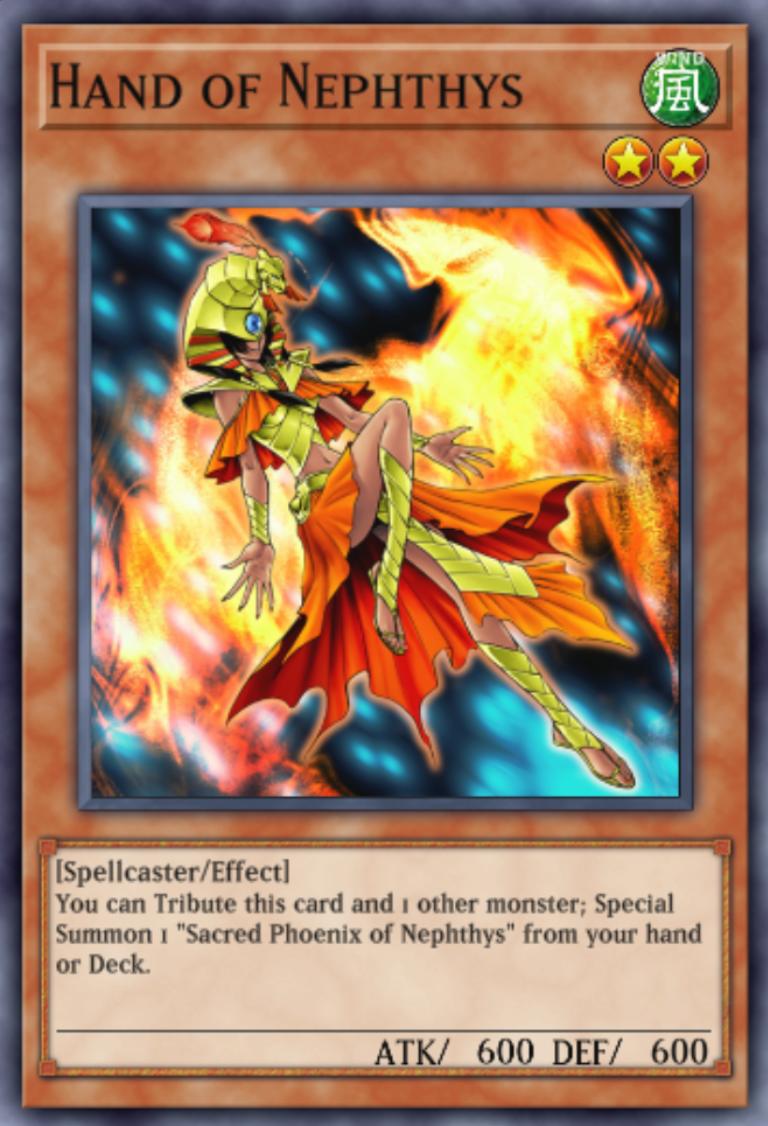 Hand of Nephthys
WIND
風
[Spellcaster/Effect]
You can Tribute this card and 1 other monster; Special
Summon 1 "Sacred Phoenix of Nephthys" from your hand
or Deck.
ATK/ 600 DEF/ 600